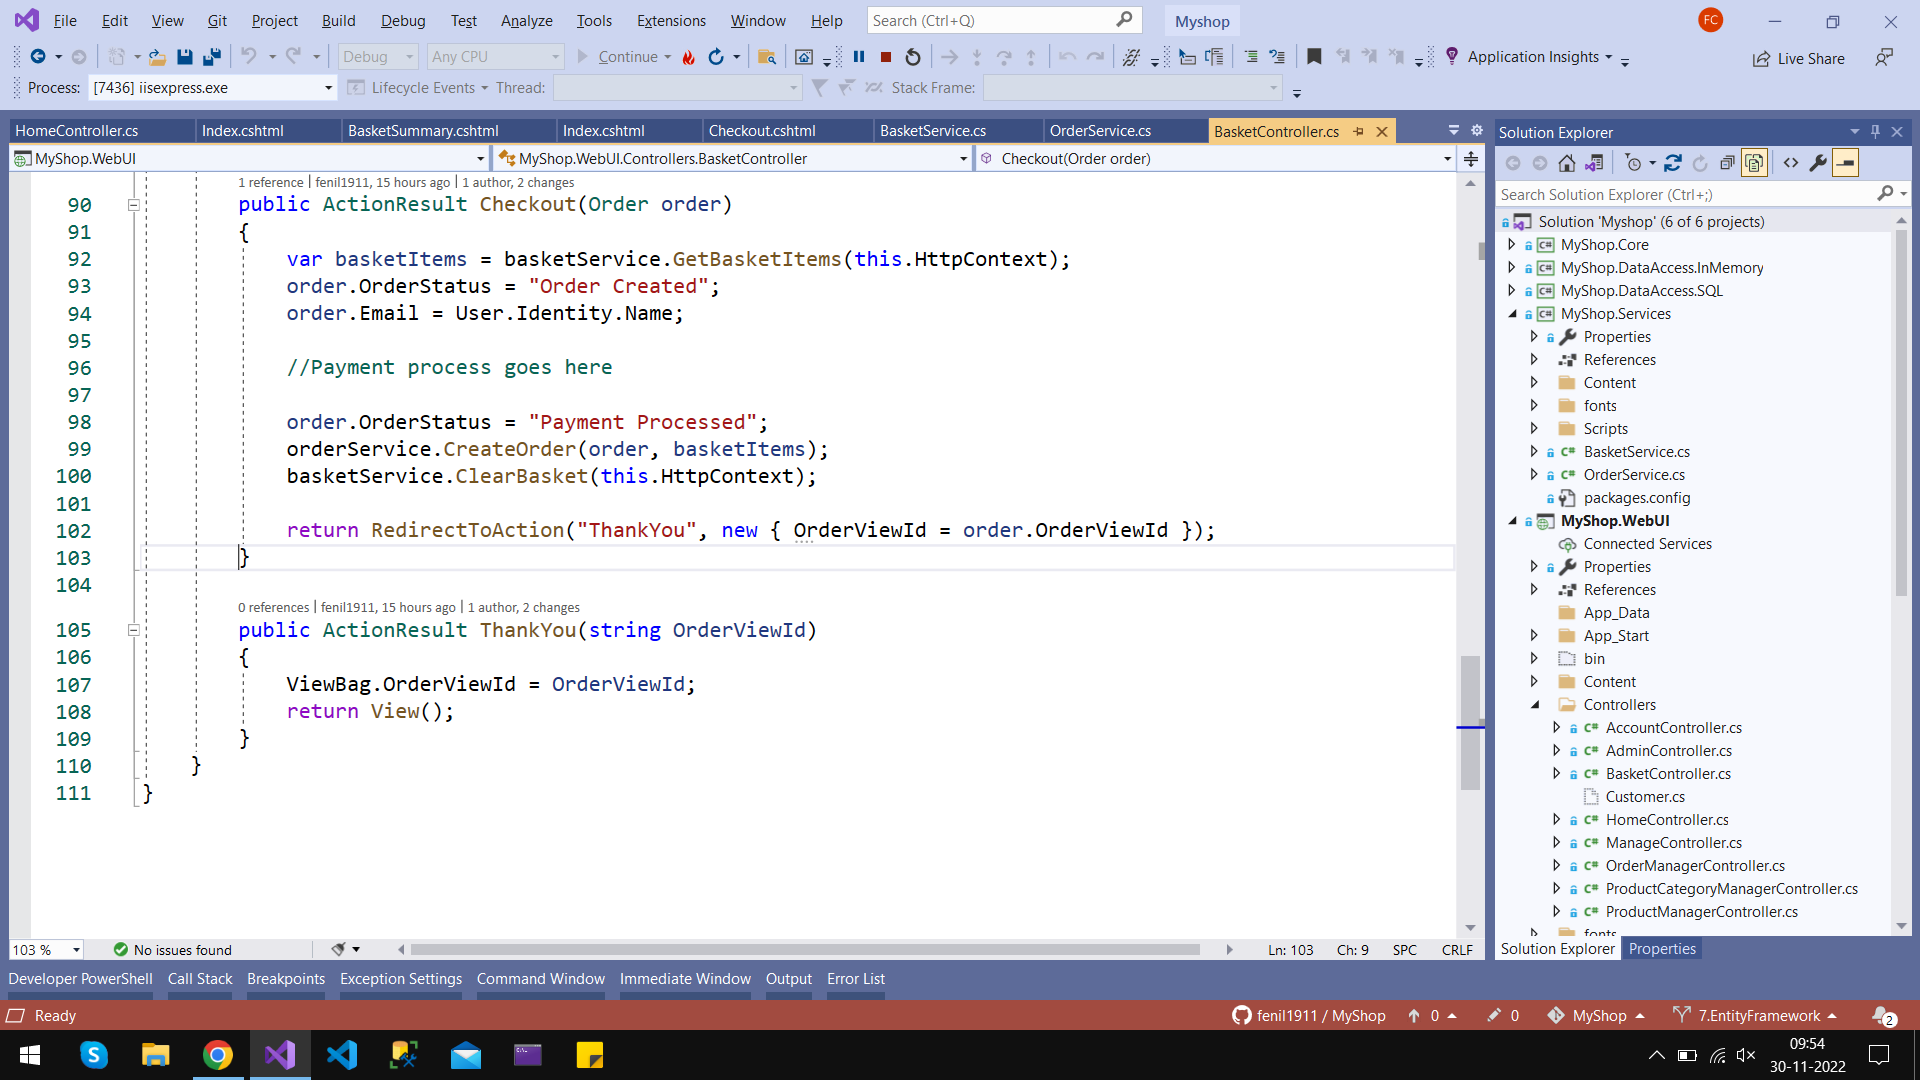 File Edit View Git Project Build Debug Test Analyze Tools Extensions Window Help Search (Ctrl+Q) Myshop FC
Debug Any CPU Continue Application Insights Live Share
Process: [7436] iisexpress.exe Lifecycle Events Thread: Stack Frame:
HomeController.cs Index.cshtml BasketSummary.cshtml Index.cshtml Checkout.cshtml BasketService.cs OrderService.cs BasketController.cs
MyShop.WebUI MyShop.WebUI.Controllers.BasketController Checkout(Order order)
1 reference | fenil1911, 15 hours ago | 1 author, 2 changes
90 public ActionResult Checkout(Order order)
91 {
92 var basketItems = basketService.GetBasketItems(this.HttpContext);
93 order.OrderStatus = "Order Created";
94 order.Email = User.Identity.Name;
95
96 //Payment process goes here
97
98 order.OrderStatus = "Payment Processed";
99 orderService.CreateOrder(order, basketItems);
100 basketService.ClearBasket(this.HttpContext);
101
102 return RedirectToAction("ThankYou", new { OrderViewId = order.OrderViewId });
103 }
104
0 references | fenil1911, 15 hours ago | 1 author, 2 changes
105 public ActionResult ThankYou(string OrderViewId)
106 {
107 ViewBag.OrderViewId = OrderViewId;
108 return View();
109 }
110 }
111 }
103 % No issues found Ln: 103 Ch: 9 SPC CRLF
Solution Explorer
Search Solution Explorer (Ctrl+;)
Solution 'Myshop' (6 of 6 projects)
MyShop.Core
MyShop.DataAccess.InMemory
MyShop.DataAccess.SQL
MyShop.Services
Properties
References
Content
fonts
Scripts
BasketService.cs
OrderService.cs
packages.config
MyShop.WebUI
Connected Services
Properties
References
App_Data
App_Start
bin
Content
Controllers
AccountController.cs
AdminController.cs
BasketController.cs
Customer.cs
HomeController.cs
ManageController.cs
OrderManagerController.cs
ProductCategoryManagerController.cs
ProductManagerController.cs
fonts
Solution Explorer Properties
Developer PowerShell Call Stack Breakpoints Exception Settings Command Window Immediate Window Output Error List
Ready fenil1911 / MyShop 0 0 MyShop 7.EntityFramework 2
09:54
30-11-2022